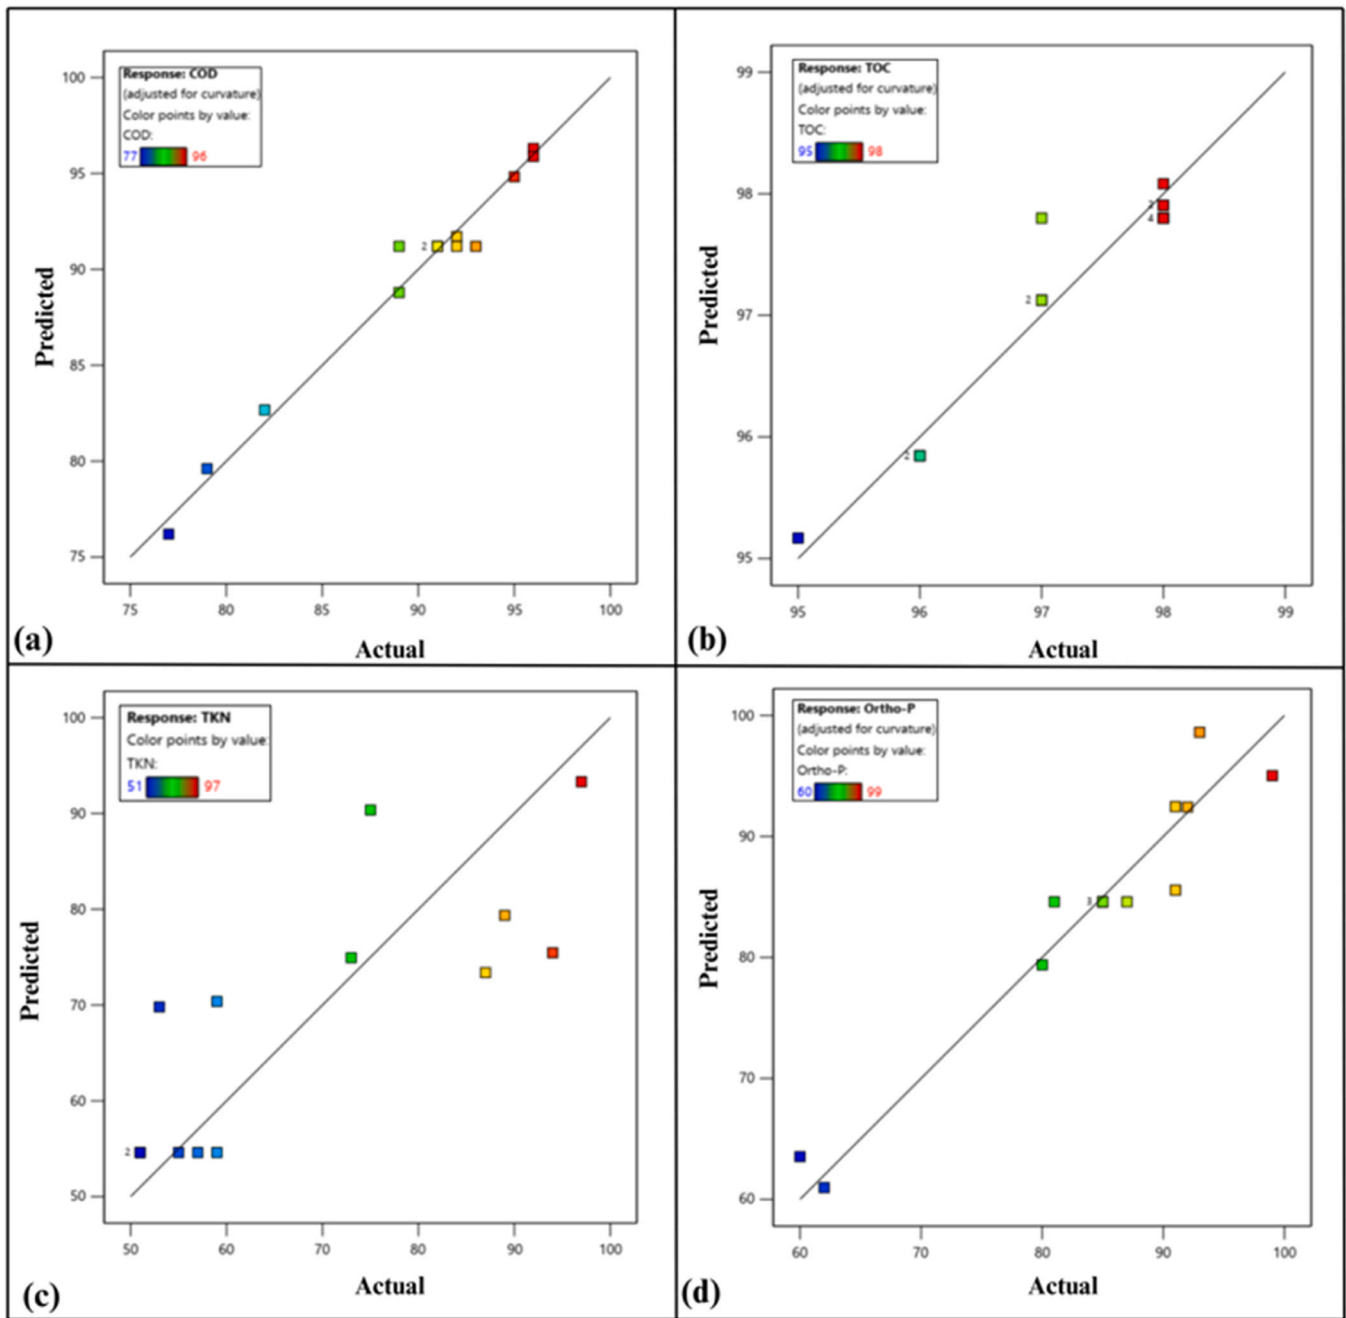 Response: COD
(adjusted for curvature)
Color points by value:
COD:
77 96
100
95
90
85
80
75
2
Predicted
75 80 85 90 95 100
(a)
Actual
Response: TOC
(adjusted for curvature)
Color points by value:
TOC:
95 98
99
98
97
96
95
2
4
2
2
Predicted
95 96 97 98 99
(b)
Actual
Response: TKN
Color points by value:
TKN:
51 97
100
90
80
70
60
50
2
Predicted
50 60 70 80 90 100
(c)
Actual
Response: Ortho-P
(adjusted for curvature)
Color points by value:
Ortho-P:
60 99
100
90
80
70
60
3
Predicted
60 70 80 90 100
(d)
Actual